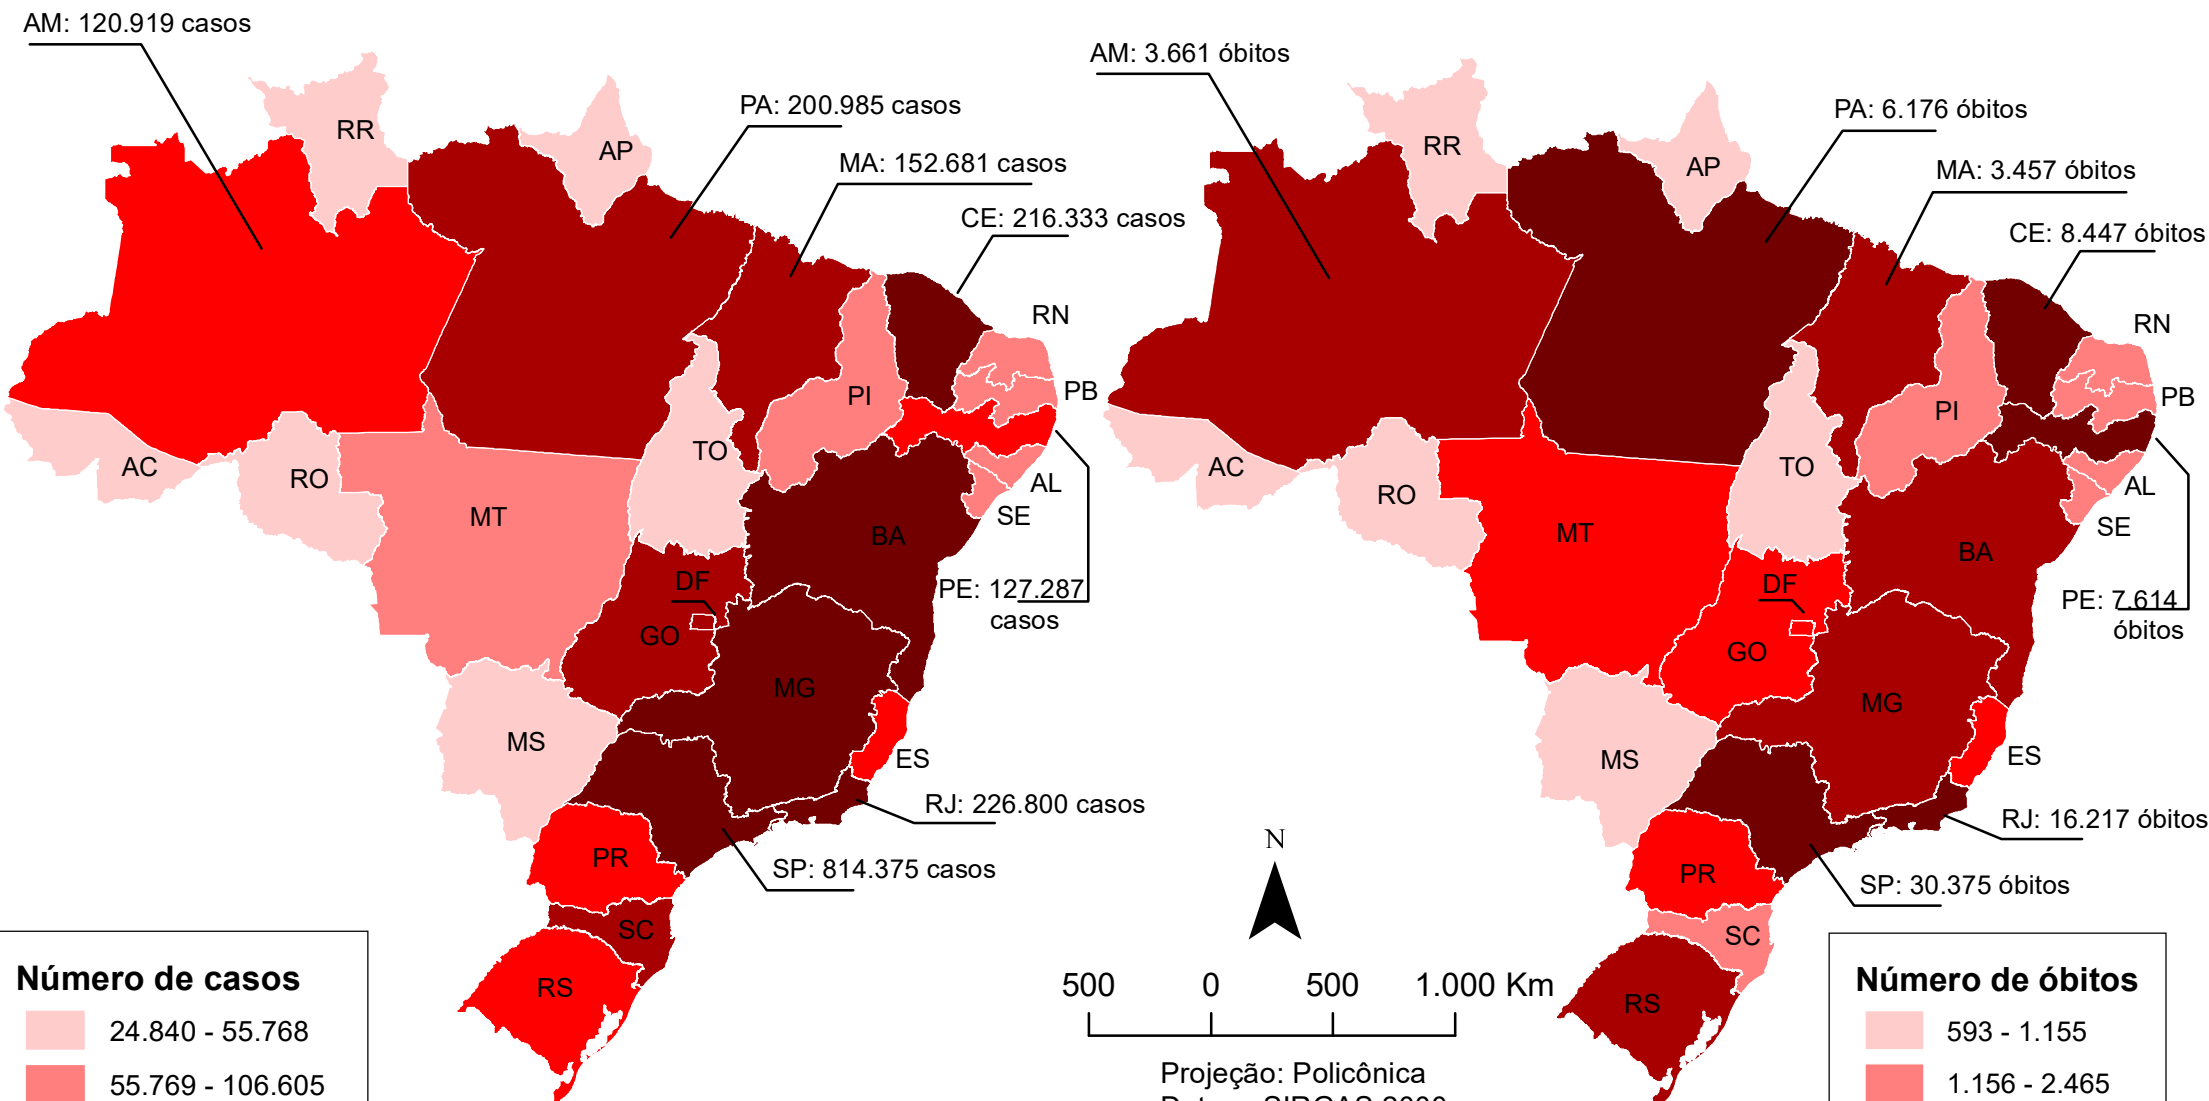 AM: 120.919 casos
RR
AP
PA: 200.985 casos
MA: 152.681 casos
CE: 216.333 casos
RN
PB
PI
TO
AC
RO
MT
AL
SE
BA
DF
GO
PE: 127.287
casos
MG
MS
ES
RJ: 226.800 casos
SP: 814.375 casos
PR
SC
RS
Número de casos
24.840 - 55.768
55.769 - 106.605
AM: 3.661 óbitos
RR
AP
PA: 6.176 óbitos
MA: 3.457 óbitos
CE: 8.447 óbitos
RN
PB
PI
TO
AC
RO
MT
AL
SE
BA
DF
GO
PE: 7.614
óbitos
MG
MS
ES
RJ: 16.217 óbitos
SP: 30.375 óbitos
PR
SC
RS
N
500 0 500 1.000 Km
Projeção: Policônica
Número de óbitos
593 - 1.155
1.156 - 2.465